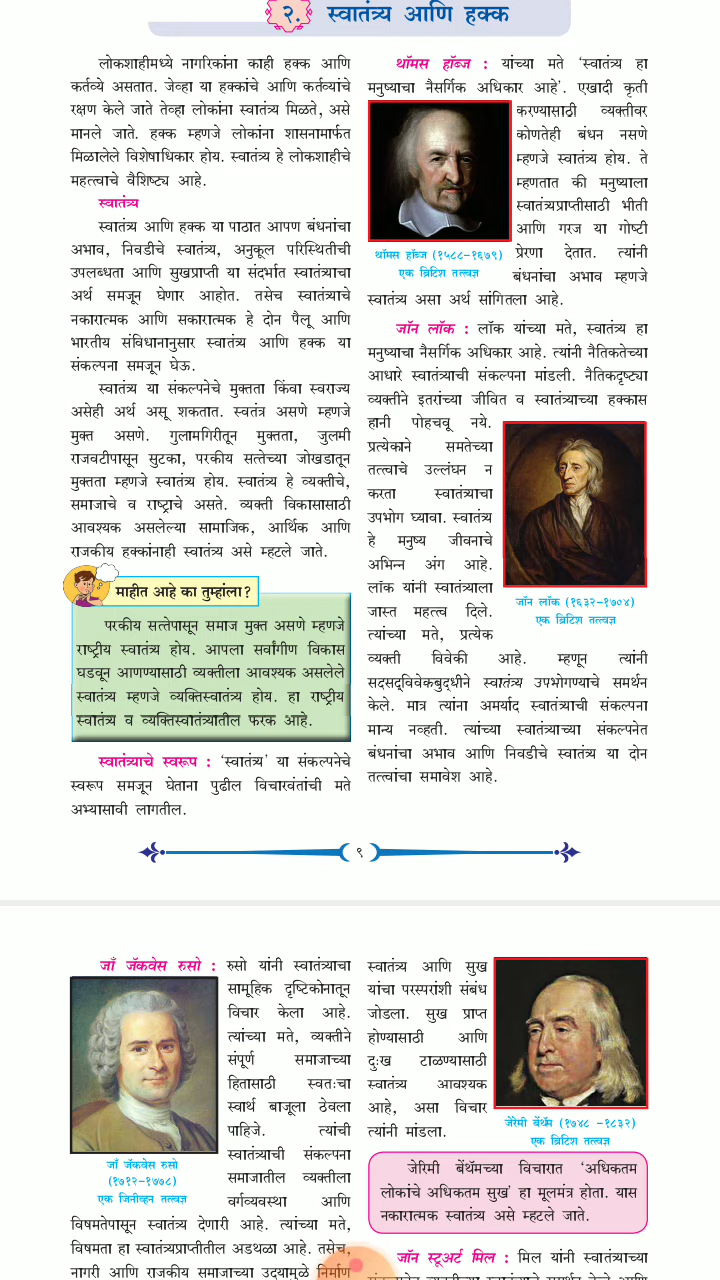 २. स्वातंत्र्य आणि हक्क
लोकशाहीमध्ये नागरिकांना काही हक्क आणि
कर्तव्ये असतात. जेव्हा या हक्कांचे आणि कर्तव्यांचे
रक्षण केले जाते तेव्हा लोकांना स्वातंत्र्य मिळते, असे
मानले जाते. हक्क म्हणजे लोकांना शासनामार्फत
मिळालेले विशेषाधिकार होय. स्वातंत्र्य हे लोकशाहीचे
महत्त्वाचे वैशिष्ट्य आहे.
स्वातंत्र्य
स्वातंत्र्य आणि हक्क या पाठात आपण बंधनांचा
अभाव, निवडीचे स्वातंत्र्य, अनुकूल परिस्थितीची
उपलब्धता आणि सुखप्राप्ती या संदर्भात स्वातंत्र्याचा
अर्थ समजून घेणार आहोत. तसेच स्वातंत्र्याचे
नकारात्मक आणि सकारात्मक हे दोन पैलू आणि
भारतीय संविधानानुसार स्वातंत्र्य आणि हक्क या
संकल्पना समजून घेऊ.
स्वातंत्र्य या संकल्पनेचे मुक्तता किंवा स्वराज्य
असेही अर्थ असू शकतात. स्वतंत्र असणे म्हणजे
मुक्त असणे. गुलामगिरीतून मुक्तता, जुलमी
राजवटीपासून सुटका, परकीय सत्तेच्या जोखडातून
मुक्तता म्हणजे स्वातंत्र्य होय. स्वातंत्र्य हे व्यक्तीचे,
समाजाचे व राष्ट्राचे असते. व्यक्ती विकासासाठी
आवश्यक असलेल्या सामाजिक, आर्थिक आणि
राजकीय हक्कांनाही स्वातंत्र्य असे म्हटले जाते.
माहीत आहे का तुम्हांला?
परकीय सत्तेपासून समाज मुक्त असणे म्हणजे
राष्ट्रीय स्वातंत्र्य होय. आपला सर्वांगीण विकास
घडवून आणण्यासाठी व्यक्तीला आवश्यक असलेले
स्वातंत्र्य म्हणजे व्यक्तिस्वातंत्र्य होय. हा राष्ट्रीय
स्वातंत्र्य व व्यक्तिस्वातंत्र्यातील फरक आहे.
स्वातंत्र्याचे स्वरूप : 'स्वातंत्र्य' या संकल्पनेचे
स्वरूप समजून घेताना पुढील विचारवंतांची मते
अभ्यासावी लागतील.
थॉमस हॉब्ज : यांच्या मते 'स्वातंत्र्य हा
मनुष्याचा नैसर्गिक अधिकार आहे'. एखादी कृती
करण्यासाठी व्यक्तीवर
कोणतेही बंधन नसणे
म्हणजे स्वातंत्र्य होय. ते
म्हणतात की मनुष्याला
स्वातंत्र्यप्राप्तीसाठी भीती
आणि गरज या गोष्टी
प्रेरणा देतात. त्यांनी
बंधनांचा अभाव म्हणजे
स्वातंत्र्य असा अर्थ सांगितला आहे.
थॉमस हॉब्ज (१५८८-१६७९)
एक ब्रिटिश तत्त्वज्ञ
जॉन लॉक : लॉक यांच्या मते, स्वातंत्र्य हा
मनुष्याचा नैसर्गिक अधिकार आहे. त्यांनी नैतिकतेच्या
आधारे स्वातंत्र्याची संकल्पना मांडली. नैतिकदृष्ट्या
व्यक्तीने इतरांच्या जीवित व स्वातंत्र्याच्या हक्कास
हानी पोहचवू नये.
प्रत्येकाने समतेच्या
तत्त्वाचे उल्लंघन न
करता स्वातंत्र्याचा
उपभोग घ्यावा. स्वातंत्र्य
हे मनुष्य जीवनाचे
अभिन्न अंग आहे.
लॉक यांनी स्वातंत्र्याला
जास्त महत्त्व दिले.
त्यांच्या मते, प्रत्येक
व्यक्ती विवेकी आहे. म्हणून त्यांनी
सदसद्विवेकबुद्धीने स्वातंत्र्य उपभोगण्याचे समर्थन
केले. मात्र त्यांना अमर्याद स्वातंत्र्याची संकल्पना
मान्य नव्हती. त्यांच्या स्वातंत्र्याच्या संकल्पनेत
बंधनांचा अभाव आणि निवडीचे स्वातंत्र्य या दोन
तत्त्वांचा समावेश आहे.
जॉन लॉक (१६३२-१७०४)
एक ब्रिटिश तत्त्वज्ञ
९
जाँ जॅकवेस रुसो : रुसो यांनी स्वातंत्र्याचा
सामूहिक दृष्टिकोनातून
विचार केला आहे.
त्यांच्या मते, व्यक्तीने
संपूर्ण समाजाच्या
हितासाठी स्वतःचा
स्वार्थ बाजूला ठेवला
पाहिजे. त्यांची
स्वातंत्र्याची संकल्पना
समाजातील व्यक्तीला
वर्गव्यवस्था आणि
विषमतेपासून स्वातंत्र्य देणारी आहे. त्यांच्या मते,
विषमता हा स्वातंत्र्यप्राप्तीतील अडथळा आहे. तसेच,
नागरी आणि राजकीय समाजाच्या उदयामुळे निर्माण
जाँ जॅकवेस रुसो
(१७१२-१७७८)
एक जिनीव्हन तत्त्वज्ञ
स्वातंत्र्य आणि सुख
यांचा परस्परांशी संबंध
जोडला. सुख प्राप्त
होण्यासाठी आणि
दुःख टाळण्यासाठी
स्वातंत्र्य आवश्यक
आहे, असा विचार
त्यांनी मांडला.
जेरेमी बेंथॅम (१७४८ -१८३२)
एक ब्रिटिश तत्त्वज्ञ
जेरिमी बेंथॅमच्या विचारात 'अधिकतम
लोकांचे अधिकतम सुख' हा मूलमंत्र होता. यास
नकारात्मक स्वातंत्र्य असे म्हटले जाते.
जॉन स्टूअर्ट मिल : मिल यांनी स्वातंत्र्याच्या